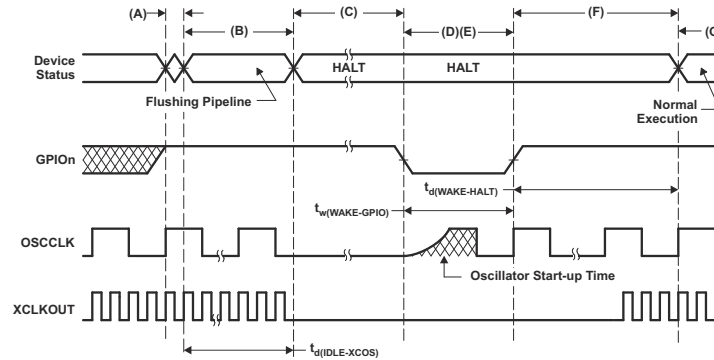 (A)
(B)
(C)
(D)(E)
(F)
Device
Status
HALT
HALT
Flushing Pipeline
Normal
Execution
GPIOn
td(WAKE-HALT)
tw(WAKE-GPIO)
OSCCLK
Oscillator Start-up Time
XCLKOUT
td(IDLE-XCOS)